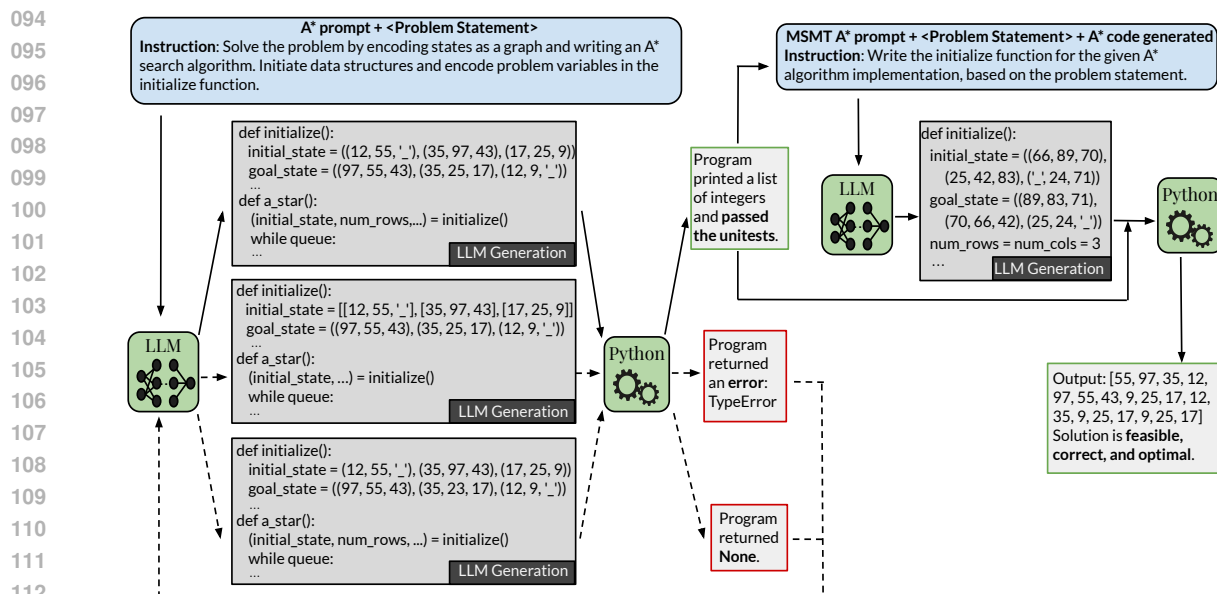 094
095
096
097
098
099
100
101
102
103
104
105
106
107
108
109
110
111
112
A* prompt + <Problem Statement>
Instruction: Solve the problem by encoding states as a graph and writing an A*
search algorithm. Initiate data structures and encode problem variables in the
initialize function.
MSMT A* prompt + <Problem Statement> + A* code generated
Instruction: Write the initialize function for the given A*
algorithm implementation, based on the problem statement.
def initialize():
initial_state = ((12, 55, '_'), (35, 97, 43), (17, 25, 9))
goal_state = ((97, 55, 43), (35, 25, 17), (12, 9, '_'))
...
def a_star():
(initial_state, num_rows,...) = initialize()
while queue:
...
LLM Generation
def initialize():
initial_state = [[12, 55, '_'], [35, 97, 43], [17, 25, 9]]
goal_state = ((97, 55, 43), (35, 25, 17), (12, 9, '_'))
...
def a_star():
(initial_state, ...) = initialize()
while queue:
...
LLM Generation
def initialize():
initial_state = (12, 55, '_'), (35, 97, 43), (17, 25, 9))
goal_state = ((97, 55, 43), (35, 23, 17), (12, 9, '_'))
...
def a_star():
(initial_state, num_rows, ...) = initialize()
while queue:
...
LLM Generation
LLM
Python
Program
printed a list
of integers
and passed
the unitests.
Program
returned
an error:
TypeError
Program
returned
None.
LLM
def initialize():
initial_state = ((66, 89, 70),
(25, 42, 83), ('_', 24, 71))
goal_state = ((89, 83, 71),
(70, 66, 42), (25, 24, '_'))
num_rows = num_cols = 3
...
LLM Generation
Python
Output: [55, 97, 35, 12,
97, 55, 43, 9, 25, 17, 12,
35, 9, 25, 17, 9, 25, 17]
Solution is feasible,
correct, and optimal.